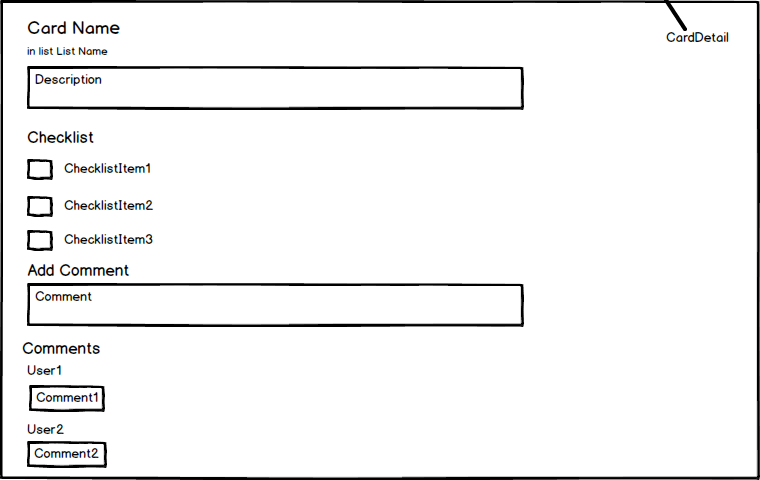 Card Name
CardDetail
in list List Name
Description
Checklist
ChecklistItem1
ChecklistItem2
ChecklistItem3
Add Comment
Comment
Comments
User1
Comment1
User2
Comment2